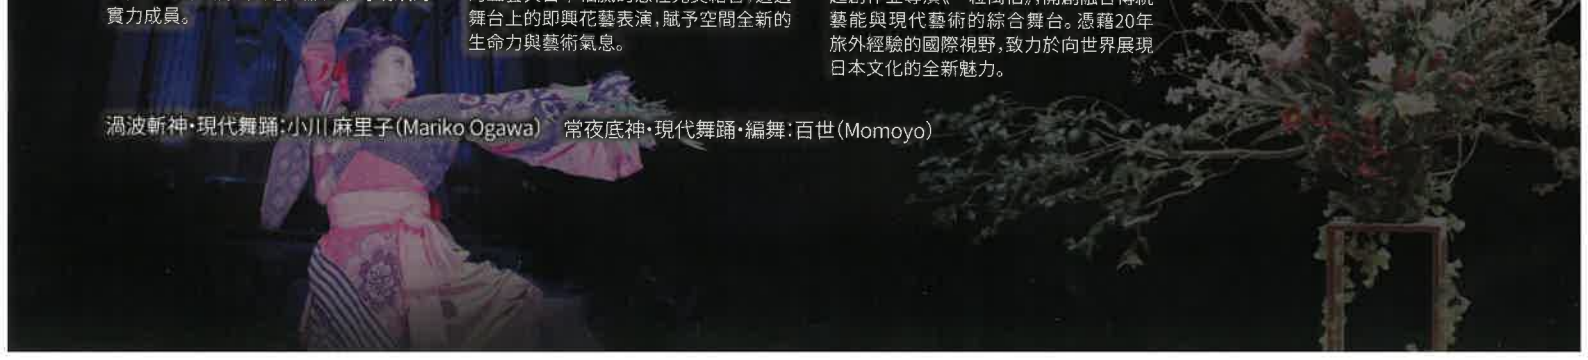 實力成員。
舞台上的即興花藝表演,賦予空間全新的
生命力與藝術氣息。
藝能與現代藝術的綜合舞台。憑藉20年
旅外經驗的國際視野,致力於向世界展現
日本文化的全新魅力。
渦波斬神・現代舞踊:小川 麻里子(Mariko Ogawa) 常夜底神・現代舞踊・編舞:百世(Momoyo)